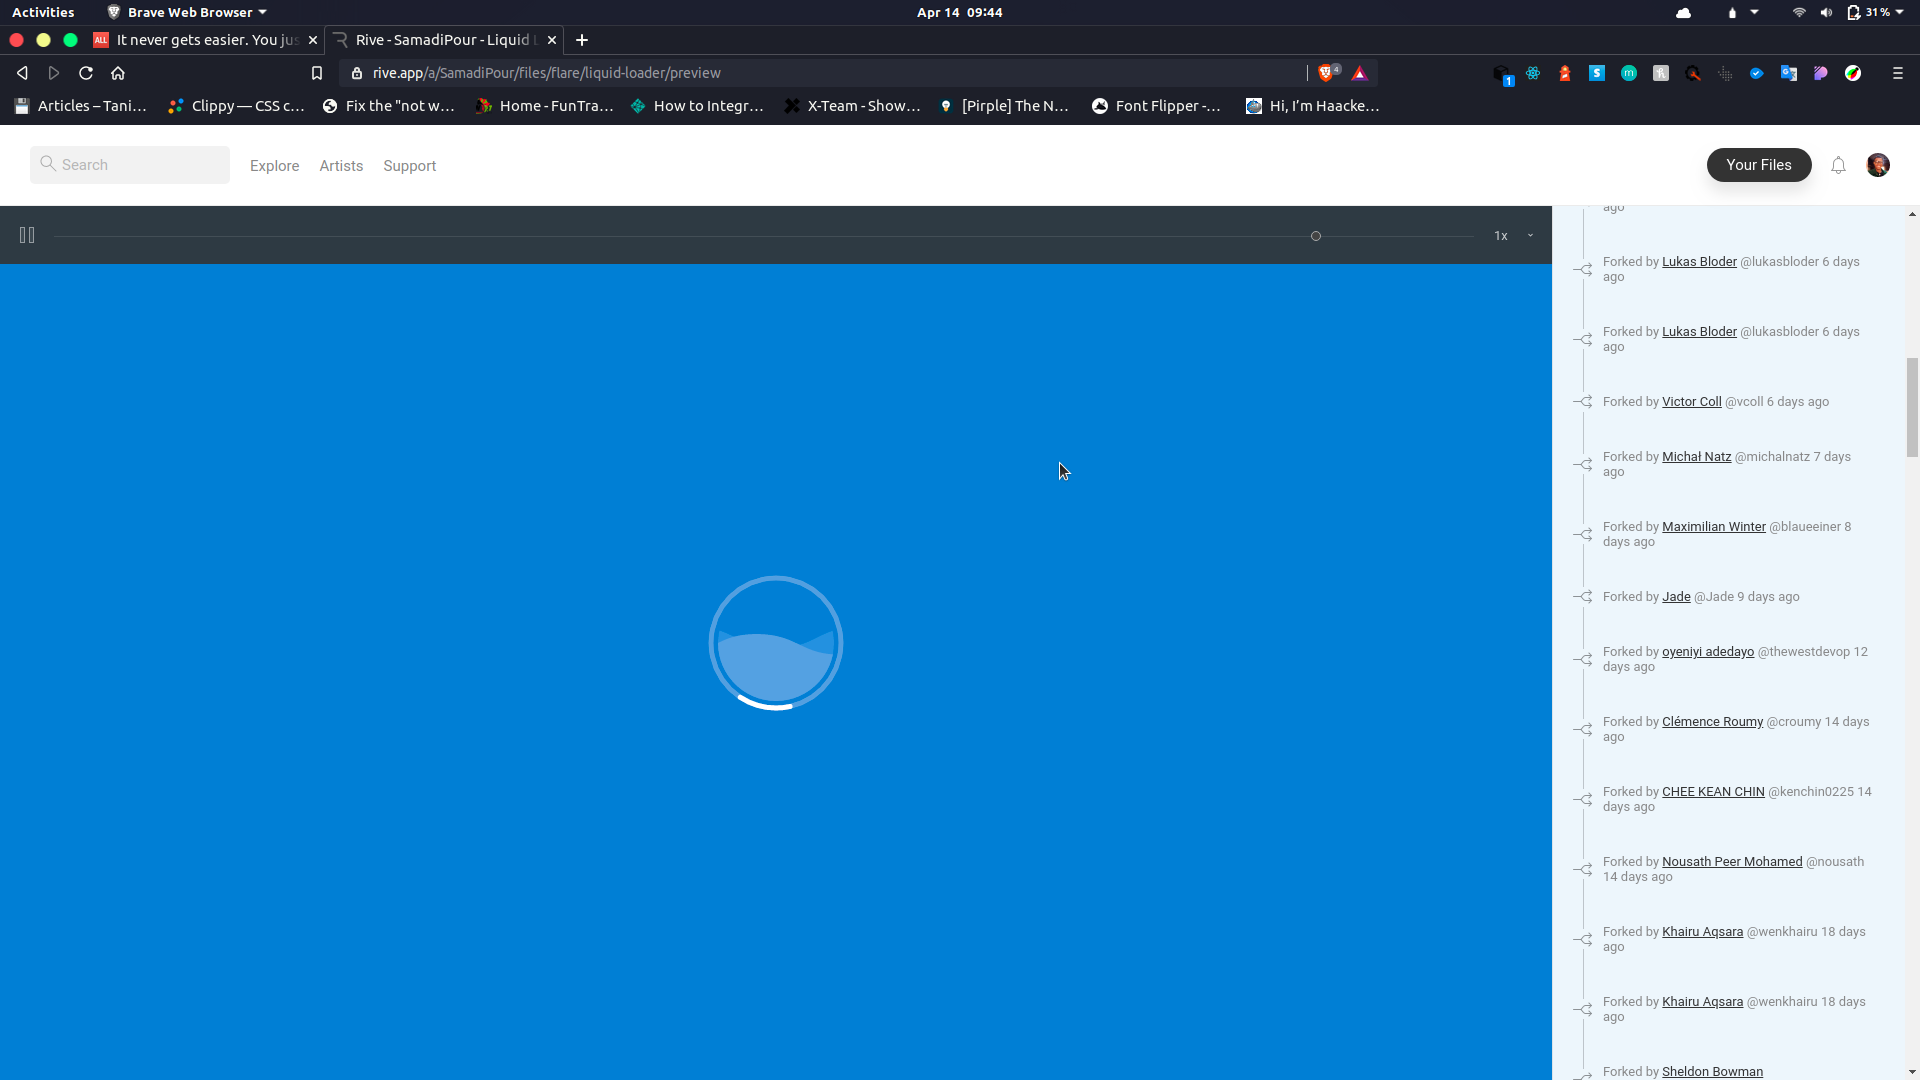 Activities
Brave Web Browser
Apr 14 09:44
31 %
ALL
It never gets easier. You jus
Rive - SamadiPour - Liquid L
rive.app/a/SamadiPour/files/flare/liquid-loader/preview
4
1
S
m
Articles – Tani...
Clippy — CSS c...
Fix the "not w...
Home - FunTra...
How to Integr...
X-Team - Show...
[Pirple] The N...
Font Flipper -...
Hi, I'm Haacke...
Search
Explore
Artists
Support
Your Files
1x
ago
Forked by Lukas Bloder @lukasbloder 6 days
ago
Forked by Lukas Bloder @lukasbloder 6 days
ago
Forked by Victor Coll @vcoll 6 days ago
Forked by Michał Natz @michalnatz 7 days
ago
Forked by Maximilian Winter @blaueeiner 8
days ago
Forked by Jade @Jade 9 days ago
Forked by oyeniyi adedayo @thewestdevop 12
days ago
Forked by Clémence Roumy @croumy 14 days
ago
Forked by CHEE KEAN CHIN @kenchin0225 14
days ago
Forked by Nousath Peer Mohamed @nousath
14 days ago
Forked by Khairu Aqsara @wenkhairu 18 days
ago
Forked by Khairu Aqsara @wenkhairu 18 days
ago
Forked by Sheldon Bowman